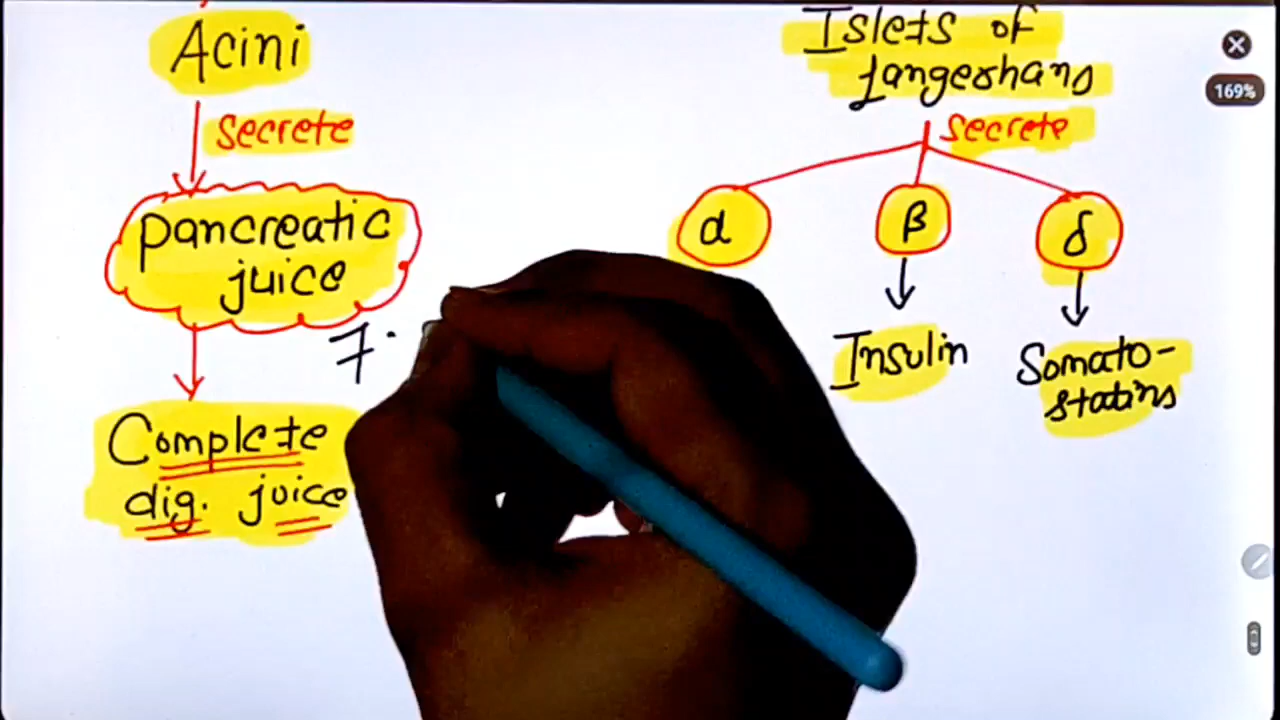 Acini
secrete
pancreatic
juice
7.
Complete
dig. juice
Islets of
Langerhans
secrete
α
β
δ
Insulin
Somato-
statins
169%